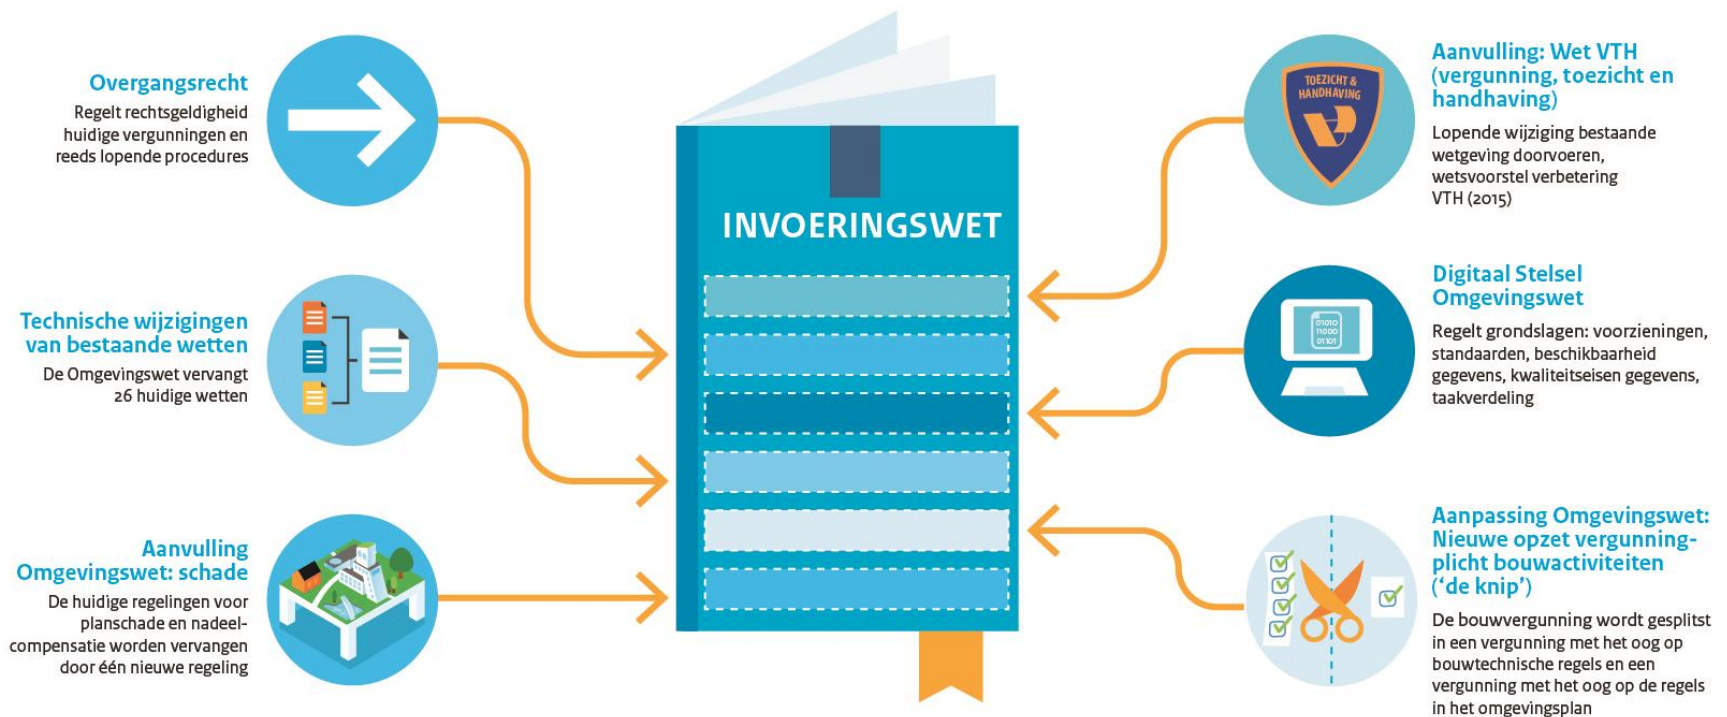 Overgangsrecht
Regelt rechtsgeldigheid
huidige vergunningen en
reeds lopende procedures
Technische wijzigingen
van bestaande wetten
De Omgevingswet vervangt
26 huidige wetten
Aanvulling
Omgevingswet: schade
De huidige regelingen voor
planschade en nadeel-
compensatie worden vervangen
door één nieuwe regeling
INVOERINGSWET
TOEZICHT &
HANDHAVING
Aanvulling: Wet VTH
(vergunning, toezicht en
handhaving)
Lopende wijziging bestaande
wetgeving doorvoeren,
wetsvoorstel verbetering
VTH (2015)
01010
11000
01101
Digitaal Stelsel
Omgevingswet
Regelt grondslagen: voorzieningen,
standaarden, beschikbaarheid
gegevens, kwaliteitseisen gegevens,
taakverdeling
Aanpassing Omgevingswet:
Nieuwe opzet vergunning-
plicht bouwactiviteiten
(‘de knip’)
De bouwvergunning wordt gesplitst
in een vergunning met het oog op
bouwtechnische regels en een
vergunning met het oog op de regels
in het omgevingsplan